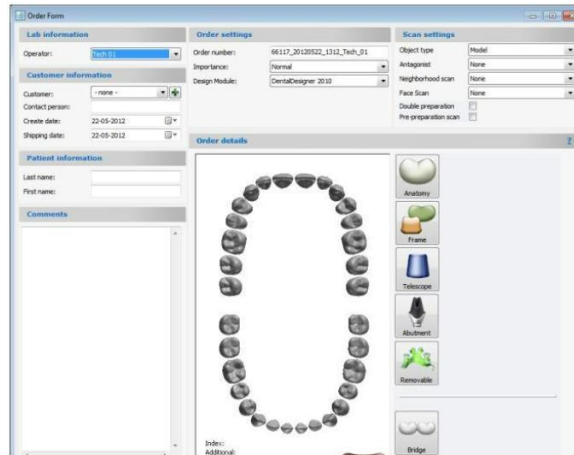 Order Form
Lab information
Operator: Tech 01
Customer information
Customer: - none -
Contact person:
Create date: 22-05-2012
Shipping date: 22-05-2012
Patient information
Last name:
First name:
Comments
Order settings
Order number: 66117_20120522_1312_Tech_01
Importance: Normal
Design Module: DentalDesigner 2010
Scan settings
Object type Model
Antagonist None
Neighborhood scan None
Face Scan None
Double preparation
Pre-preparation scan
Order details ?
Anatomy
Frame
Telescope
Abutment
Removable
Bridge
Index:
Additional: